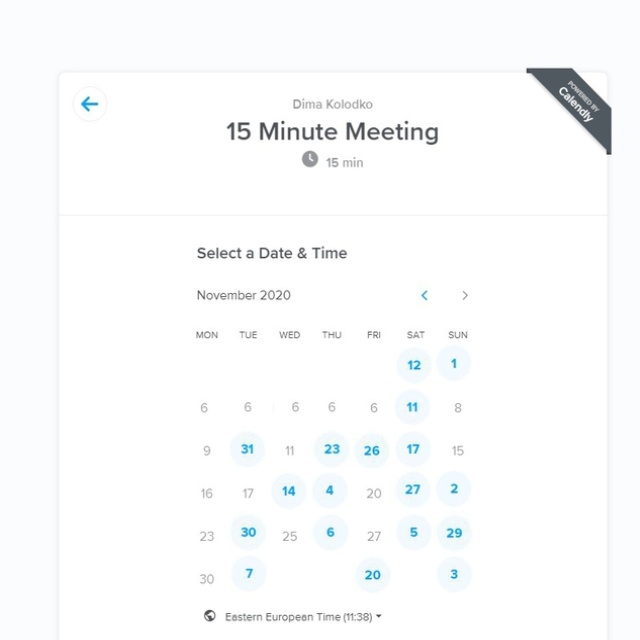 POWERED BY
Calendly
Dima Kolodko
15 Minute Meeting
15 min
Select a Date & Time
November 2020
MON TUE WED THU FRI SAT SUN
12 1
6 6 6 6 6 11 8
9 31 11 23 26 17 15
16 17 14 4 20 27 2
23 30 25 6 27 5 29
30 7 20 3
Eastern European Time (11:38)